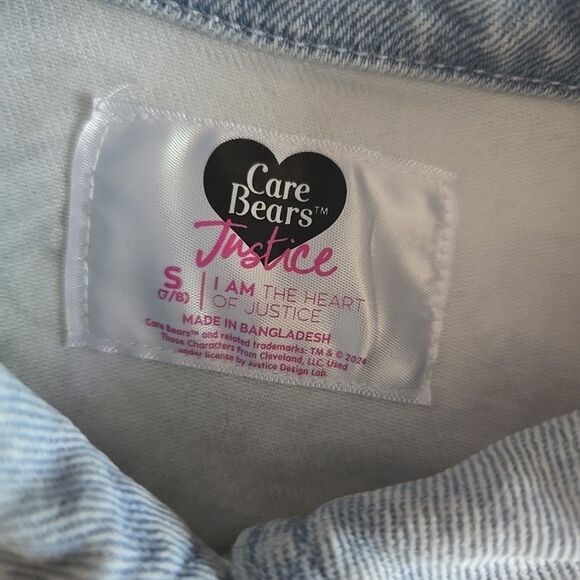 Care
Bears™
Justice
S
(7/8)
I AM THE HEART
OF JUSTICE
MADE IN BANGLADESH
Care Bears™ and related trademarks: TM & © 2024
Those Characters From Cleveland, LLC. Used
under license by Justice Design Lab.